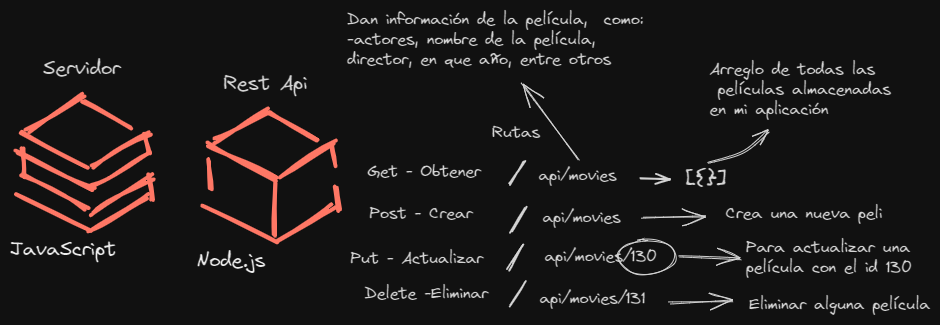 Dan información de la película, como:
-actores, nombre de la película,
director, en que año, entre otros
Servidor
Rest Api
Arreglo de todas las
películas almacenadas
en mi aplicación
Rutas
Get - Obtener / api/movies [{}]
Post - Crear / api/movies Crea una nueva peli
JavaScript
Node.js
Put - Actualizar / api/movies/130 Para actualizar una
película con el id 130
Delete -Eliminar / api/movies/131 Eliminar alguna película